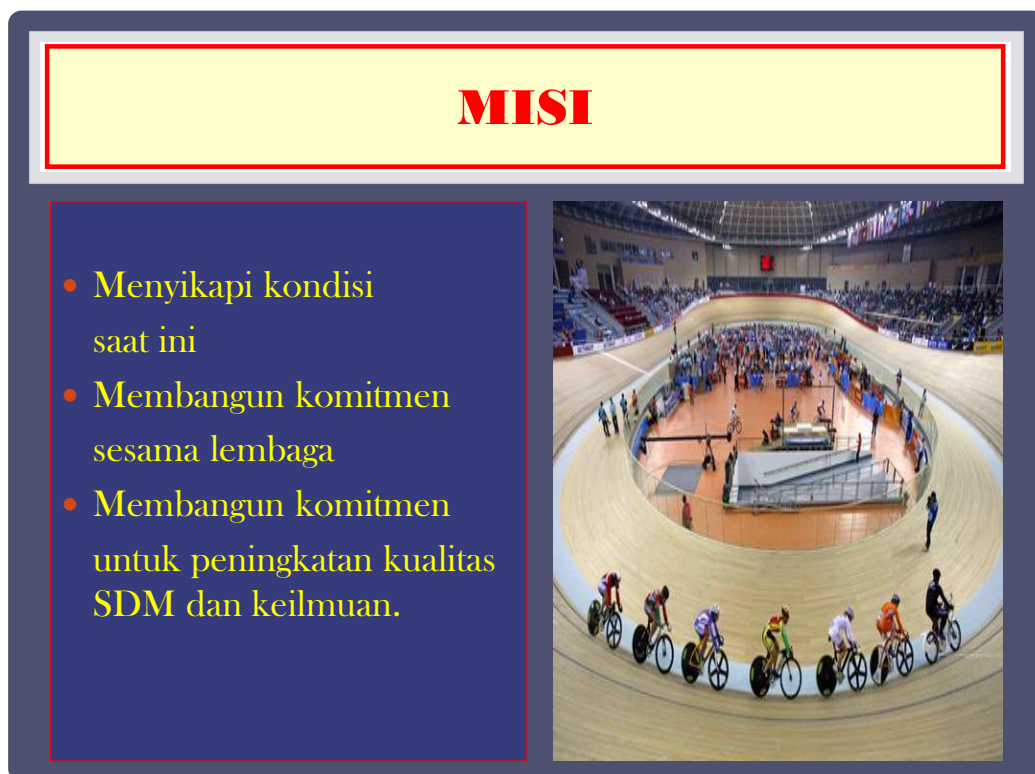 MISI
Menyikapi kondisi
saat ini
Membangun komitmen
sesama lembaga
Membangun komitmen
untuk peningkatan kualitas
SDM dan keilmuan.